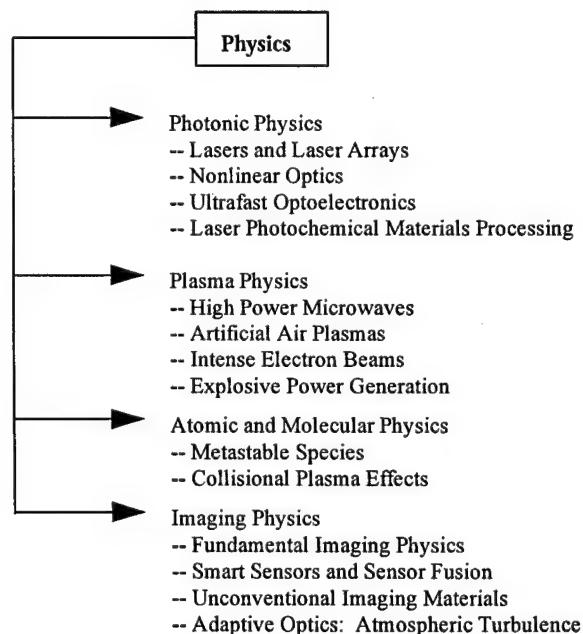 Physics
Photonic Physics
-- Lasers and Laser Arrays
-- Nonlinear Optics
-- Ultrafast Optoelectronics
-- Laser Photochemical Materials Processing
Plasma Physics
-- High Power Microwaves
-- Artificial Air Plasmas
-- Intense Electron Beams
-- Explosive Power Generation
Atomic and Molecular Physics
-- Metastable Species
-- Collisional Plasma Effects
Imaging Physics
-- Fundamental Imaging Physics
-- Smart Sensors and Sensor Fusion
-- Unconventional Imaging Materials
-- Adaptive Optics: Atmospheric Turbulence